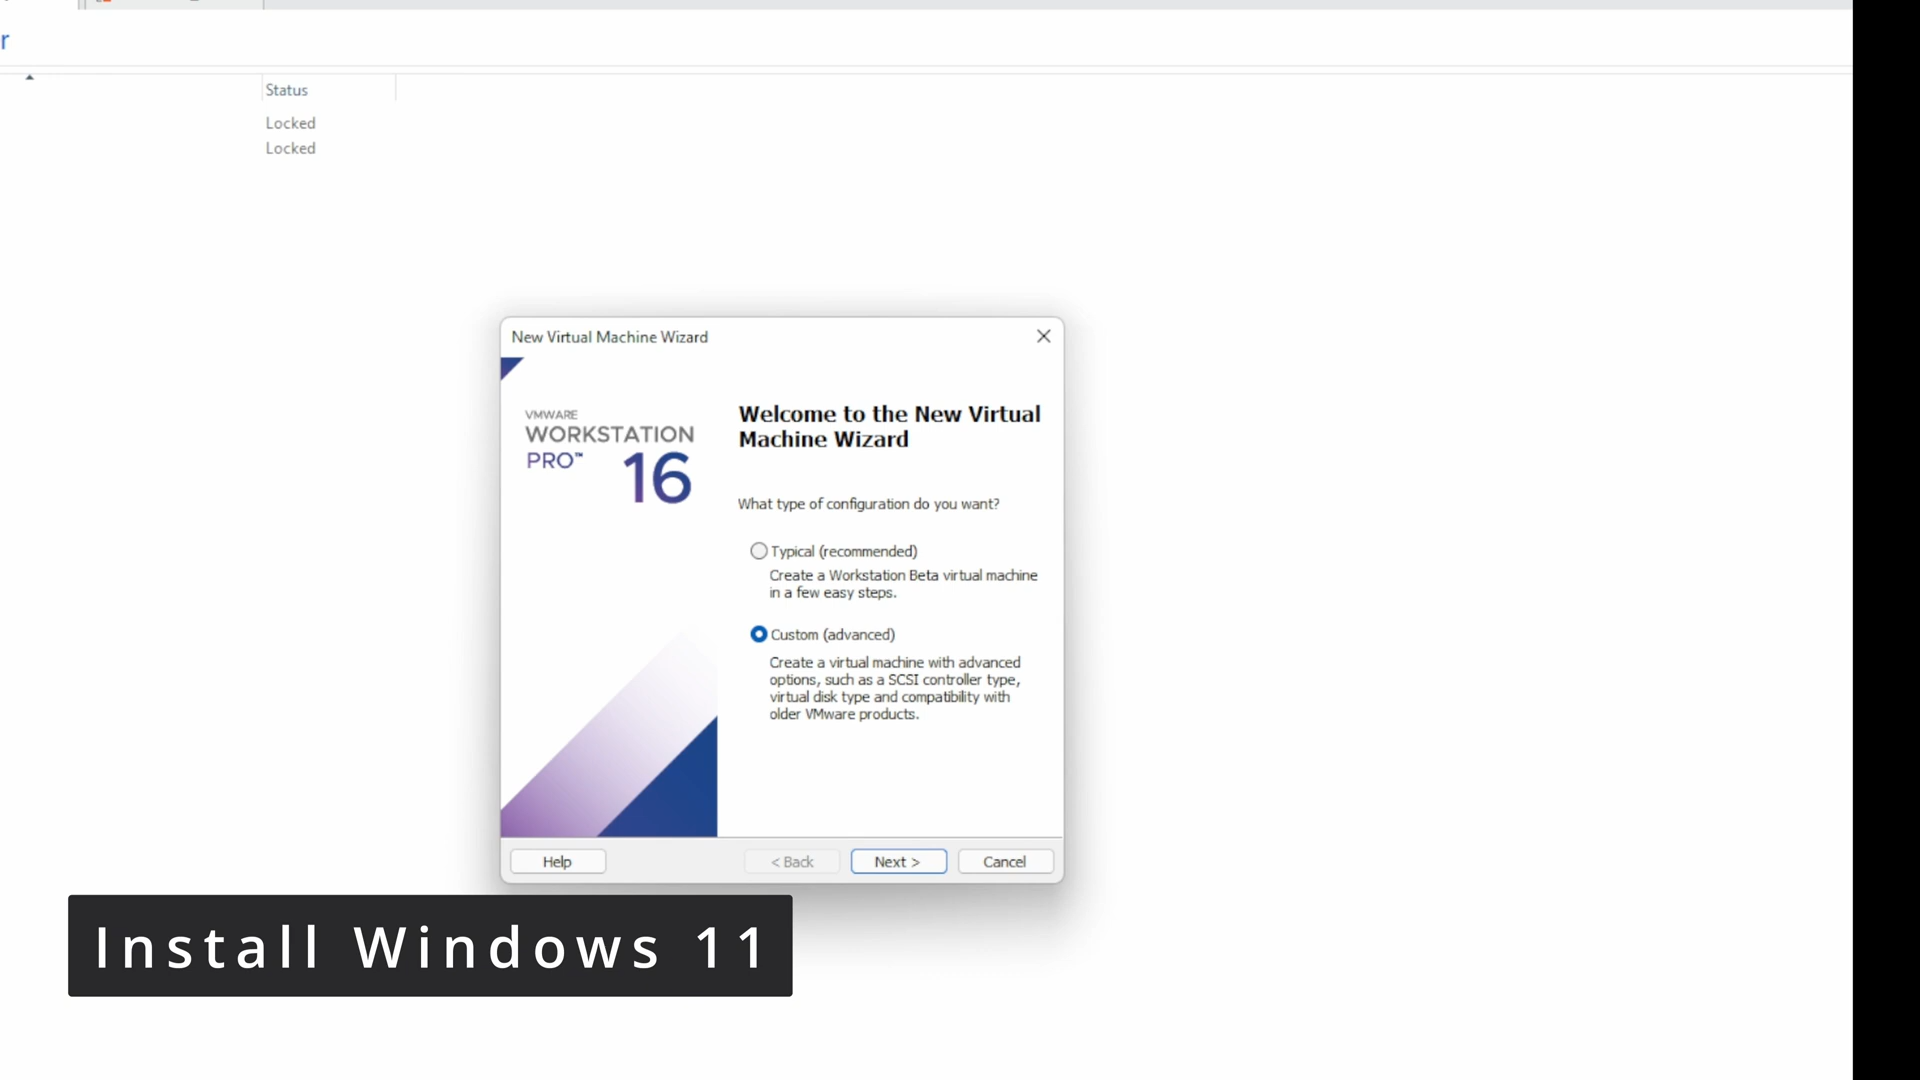 r
Status
Locked
Locked
New Virtual Machine Wizard
VMWARE
WORKSTATION
PRO™ 16
Welcome to the New Virtual
Machine Wizard
What type of configuration do you want?
Typical (recommended)
Create a Workstation Beta virtual machine
in a few easy steps.
Custom (advanced)
Create a virtual machine with advanced
options, such as a SCSI controller type,
virtual disk type and compatibility with
older VMware products.
Help
< Back
Next >
Cancel
Install Windows 11